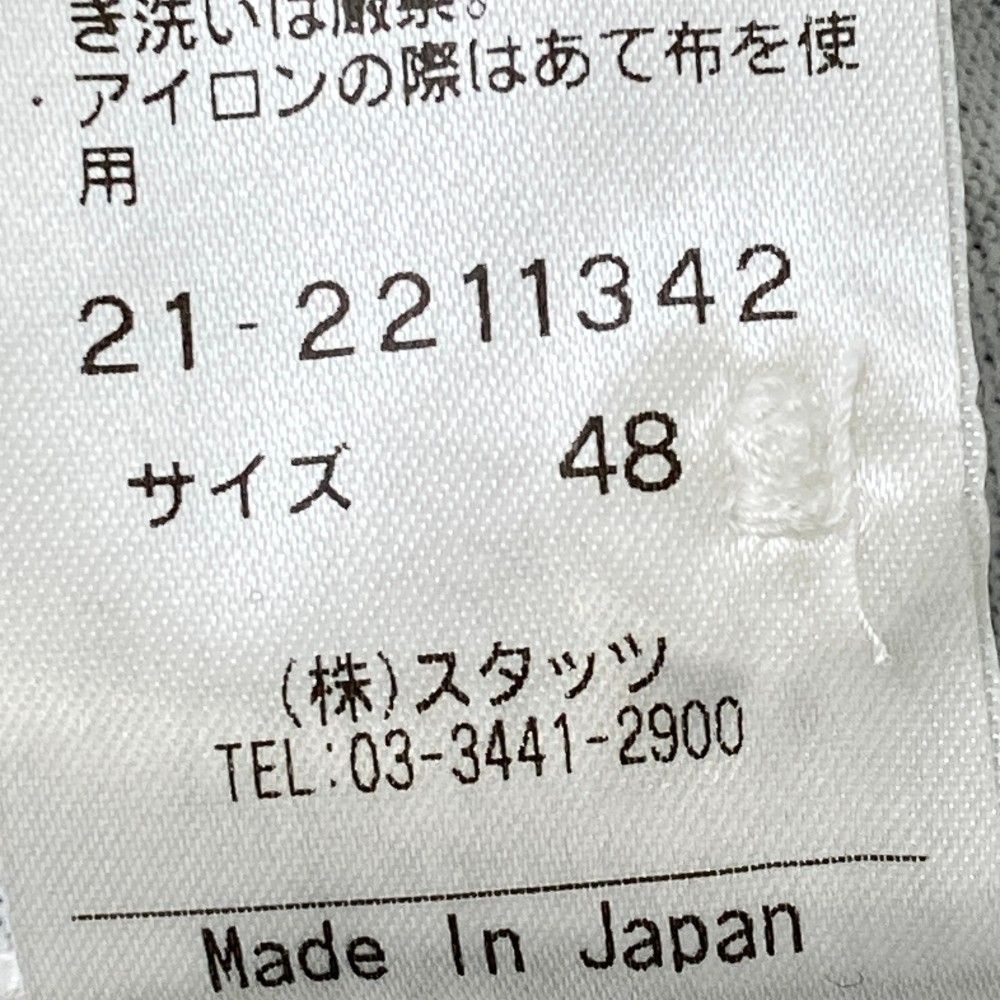 き洗いは厳禁。
・アイロンの際はあて布を使
用
21-2211342
サイズ 48
(株)スタッツ
TEL:03-3441-2900
Made In Japan